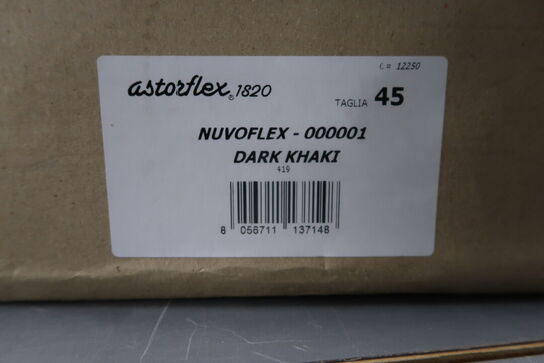 C# 12250
astorflex® 1820
TAGLIA 45
NUVOFLEX - 000001
DARK KHAKI
419
8 056711 137148